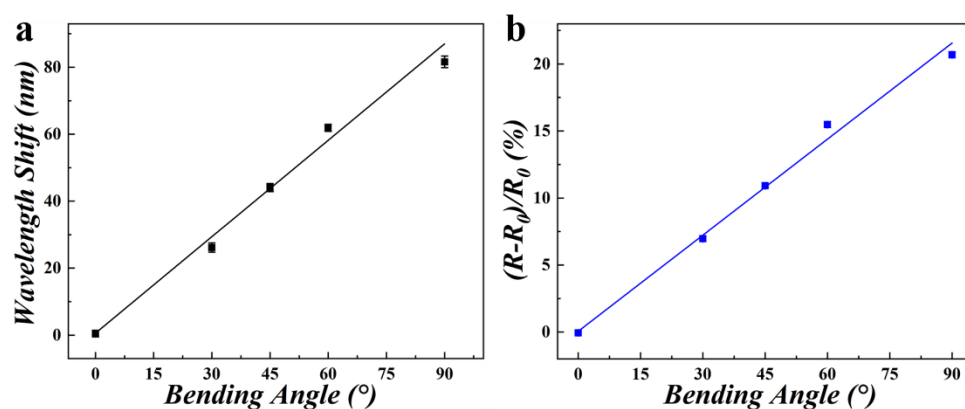 a
Wavelength Shift (nm)
80
60
40
20
0
0 15 30 45 60 75 90
Bending Angle (°)
b
(R-R₀)/R₀ (%)
20
15
10
5
0
0 15 30 45 60 75 90
Bending Angle (°)